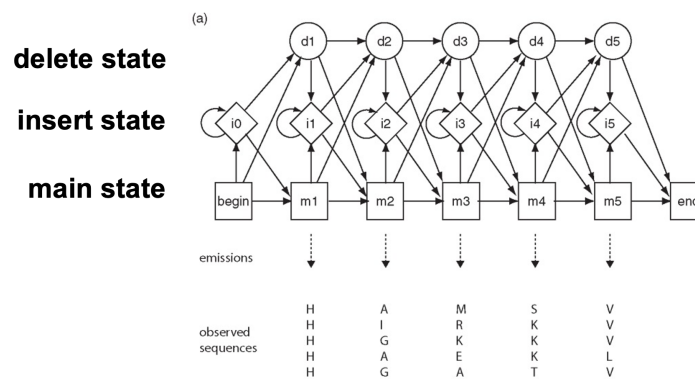 (a)
delete state
d1 d2 d3 d4 d5
insert state
i0 i1 i2 i3 i4 i5
main state
begin m1 m2 m3 m4 m5 end
emissions
H A M S V
H I R K V
observed
H G K K V
sequences
H A E K L
H G A T V